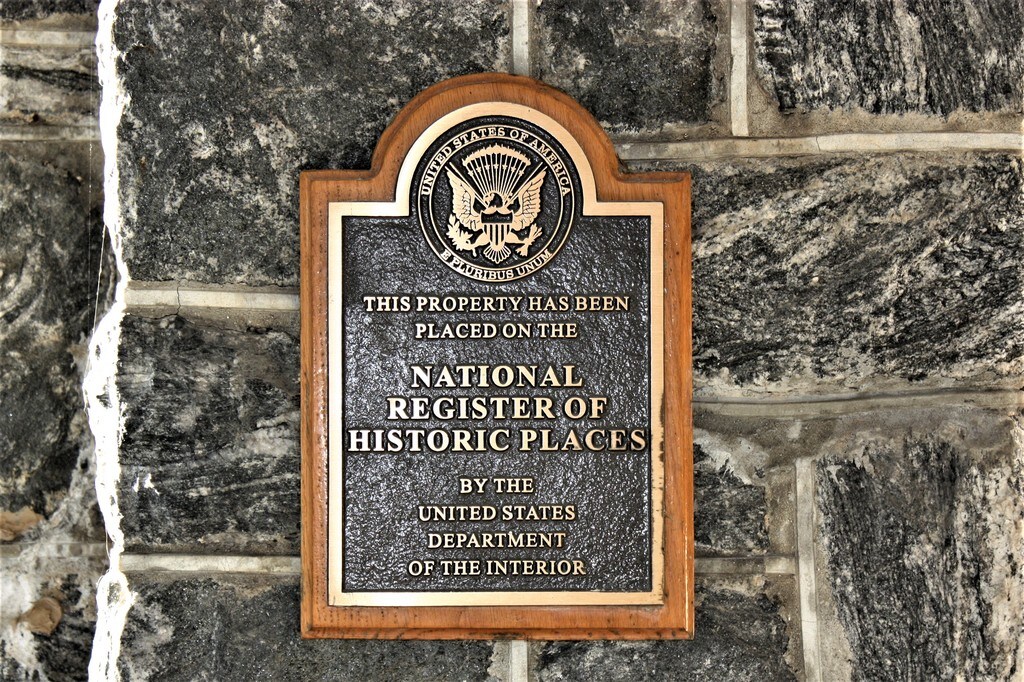 UNITED STATES OF AMERICA
E PLURIBUS UNUM
THIS PROPERTY HAS BEEN
PLACED ON THE
NATIONAL
REGISTER OF
HISTORIC PLACES
BY THE
UNITED STATES
DEPARTMENT
OF THE INTERIOR